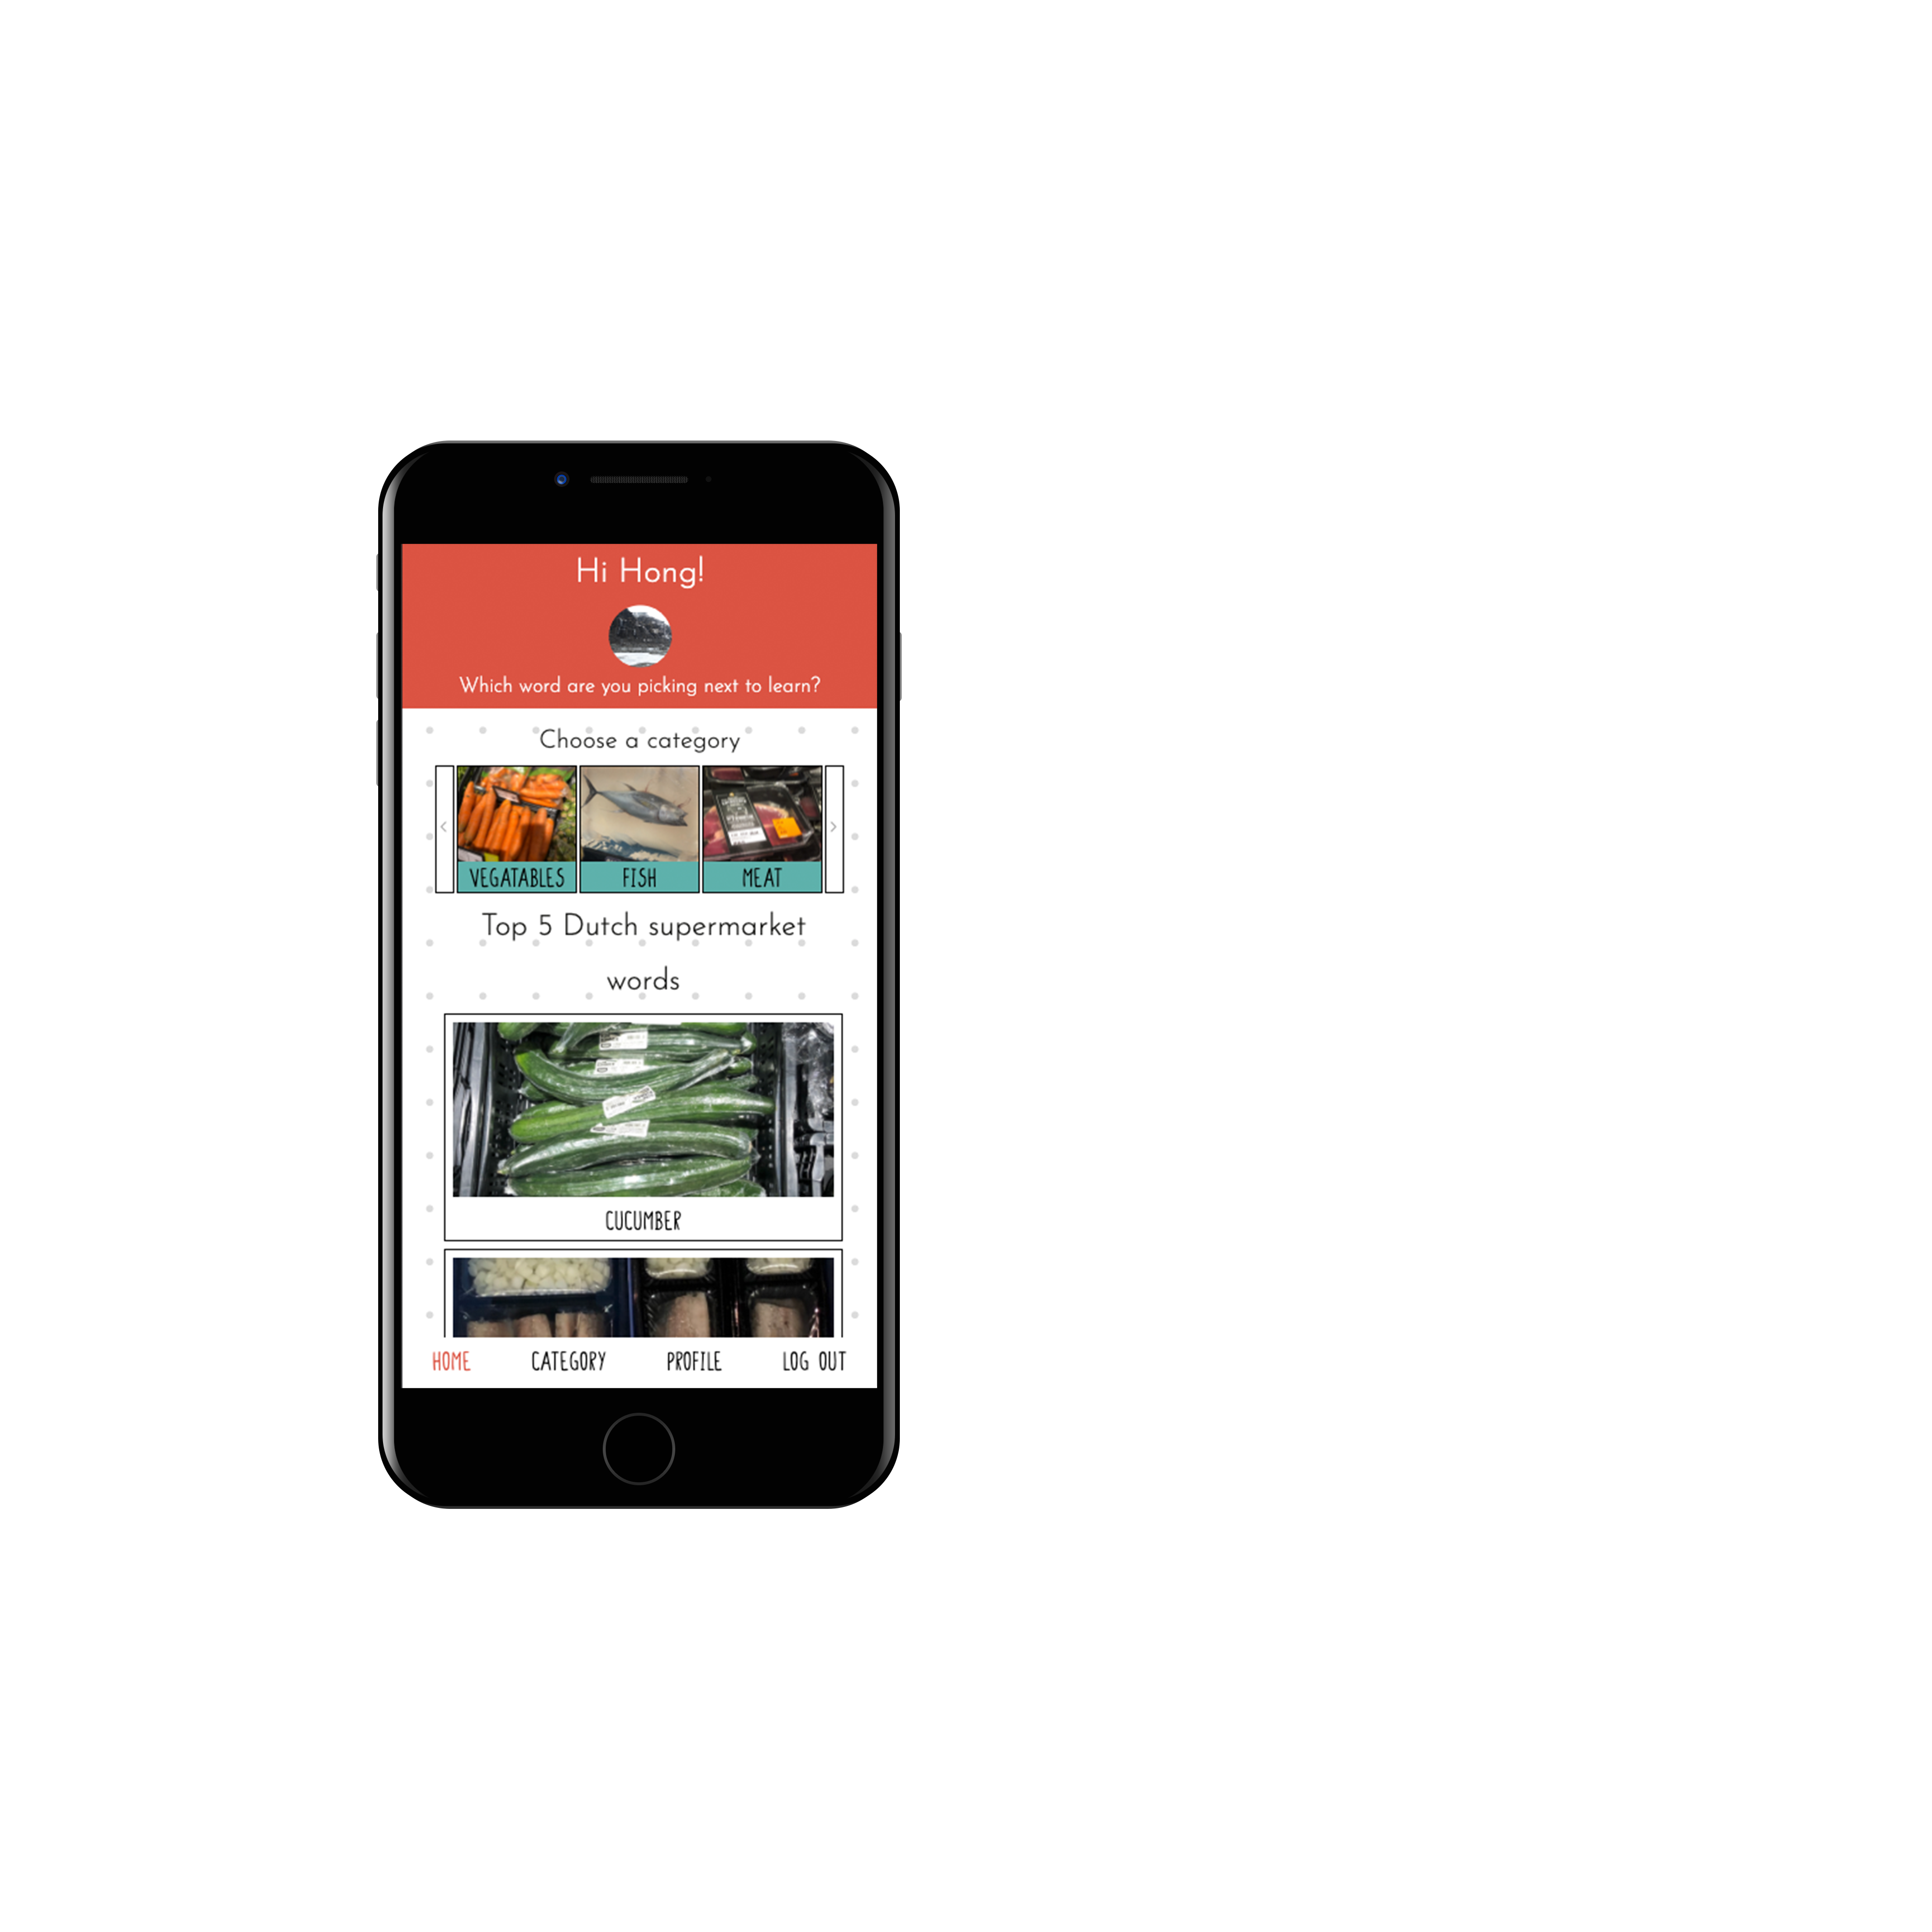 Hi Hong!
Which word are you picking next to learn?
Choose a category
VEGATABLES
FISH
MEAT
Top 5 Dutch supermarket
words
CUCUMBER
HOME CATEGORY PROFILE LOG OUT